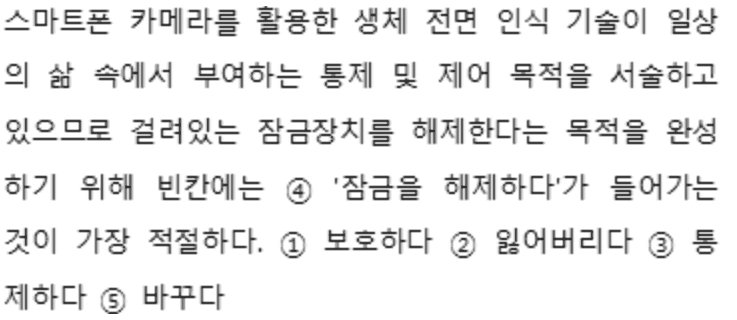 스마트폰 카메라를 활용한 생체 전면 인식 기술이 일상
의 삶 속에서 부여하는 통제 및 제어 목적을 서술하고
있으므로 걸려있는 잠금장치를 해제한다는 목적을 완성
하기 위해 빈칸에는 ④ '잠금을 해제하다'가 들어가는
것이 가장 적절하다. ① 보호하다 ② 잃어버리다 ③ 통
제하다 ⑤ 바꾸다